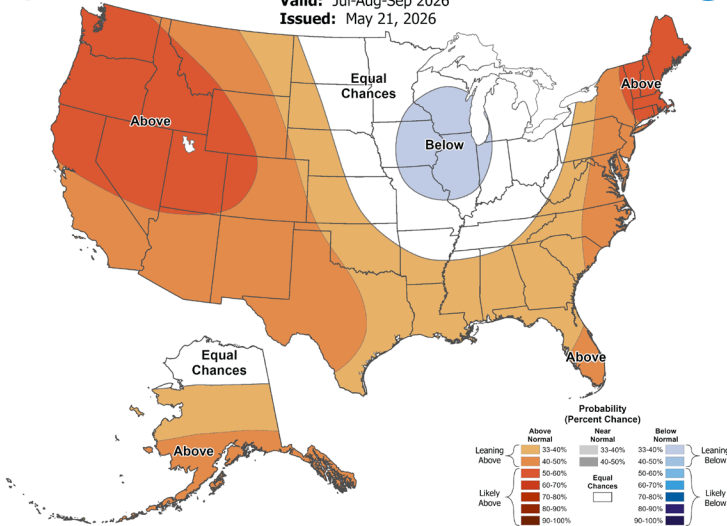 Valid: Jul-Aug-Sep 2026
Issued: May 21, 2026
Equal
Chances
Above
Above
Below
Equal
Chances
Above
Above
Probability
(Percent Chance)
Above
Normal
Near
Normal
Below
Normal
Leaning
Above
33-40%
40-50%
33-40%
40-50%
33-40%
40-50%
Leaning
Below
Likely
Above
50-60%
60-70%
70-80%
80-90%
90-100%
Equal
Chances
50-60%
60-70%
70-80%
80-90%
90-100%
Likely
Below